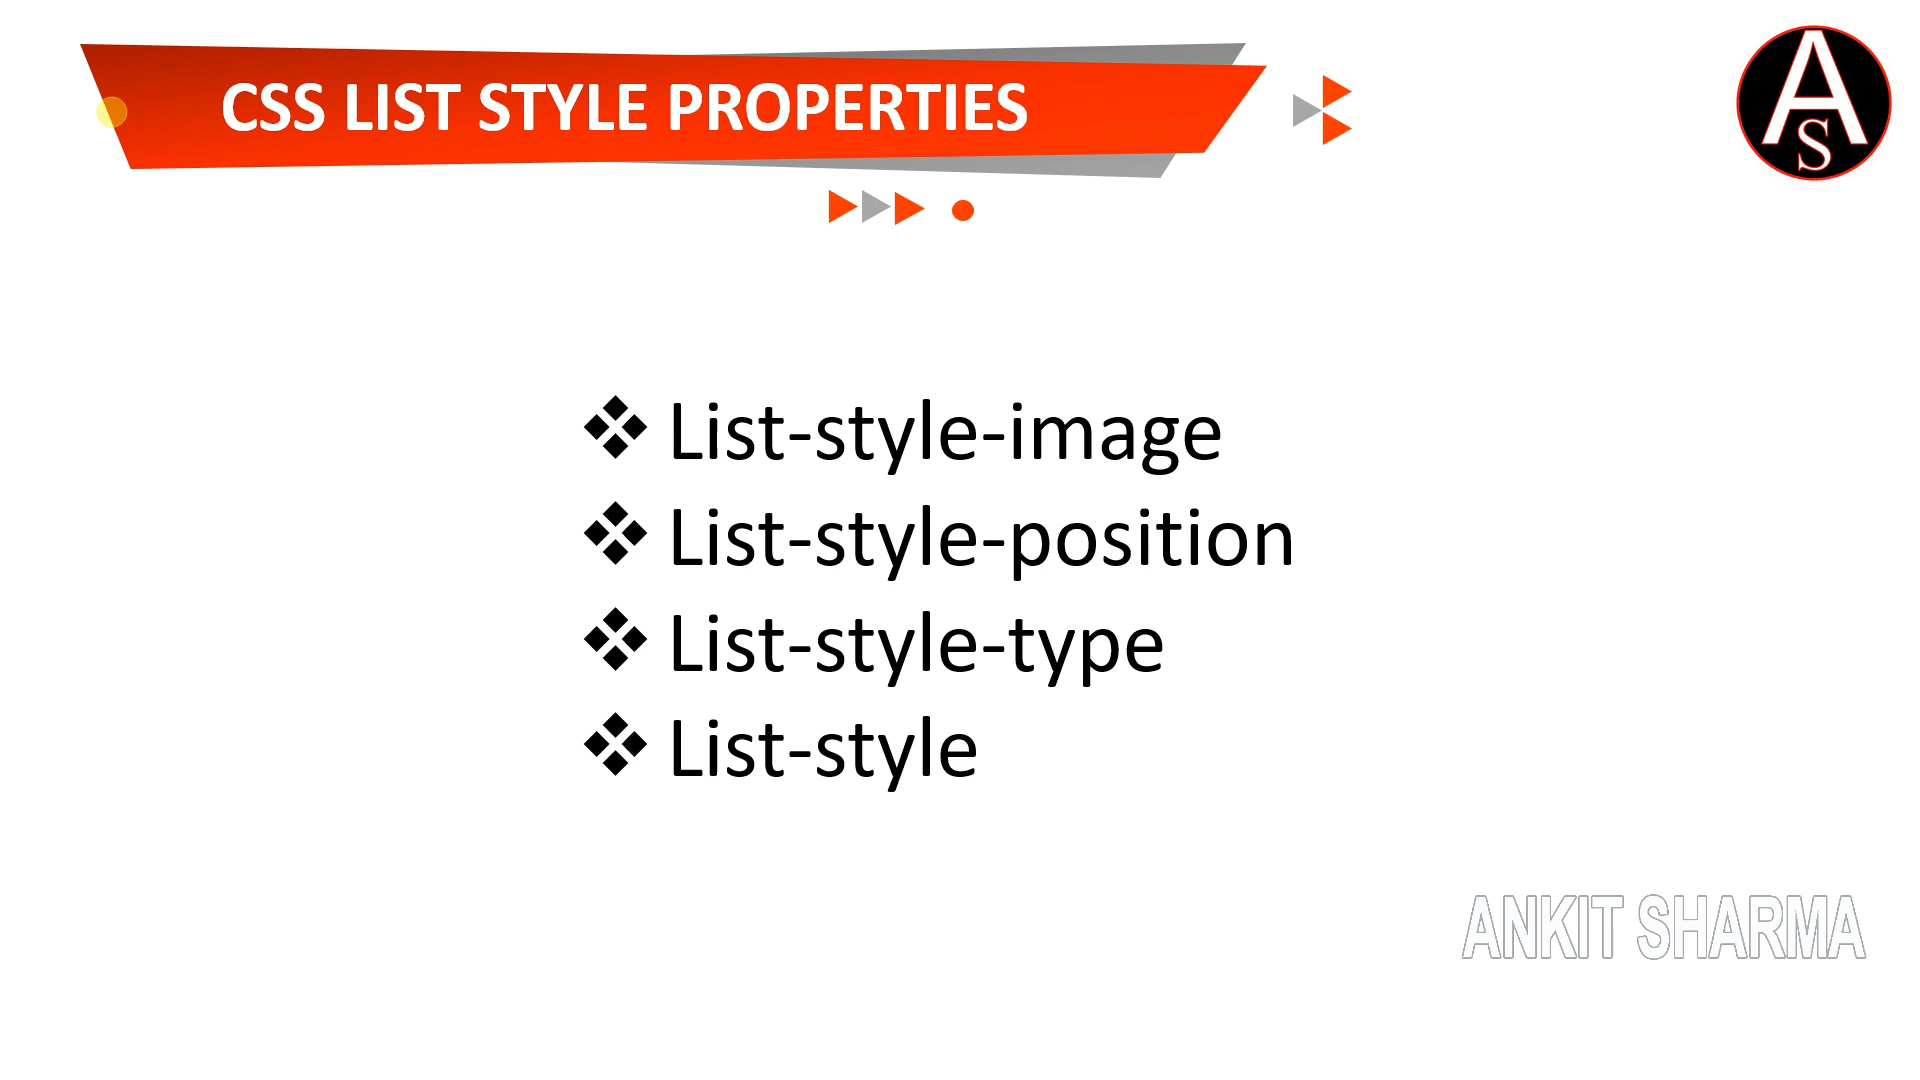 CSS LIST STYLE PROPERTIES
AS
❖ List-style-image
❖ List-style-position
❖ List-style-type
❖ List-style
ANKIT SHARMA